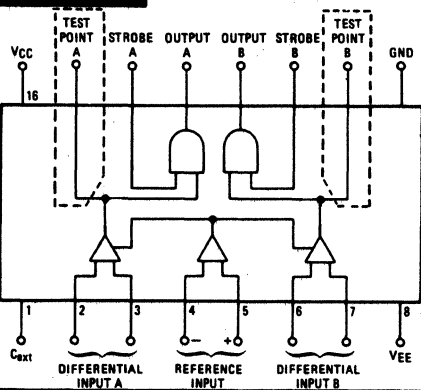 TEST POINT A
STROBE A
OUTPUT A
OUTPUT B
STROBE B
TEST POINT B
VCC
GND
16
1
2
3
4
5
6
7
8
− +
Cext
DIFFERENTIAL INPUT A
REFERENCE INPUT
DIFFERENTIAL INPUT B
VEE